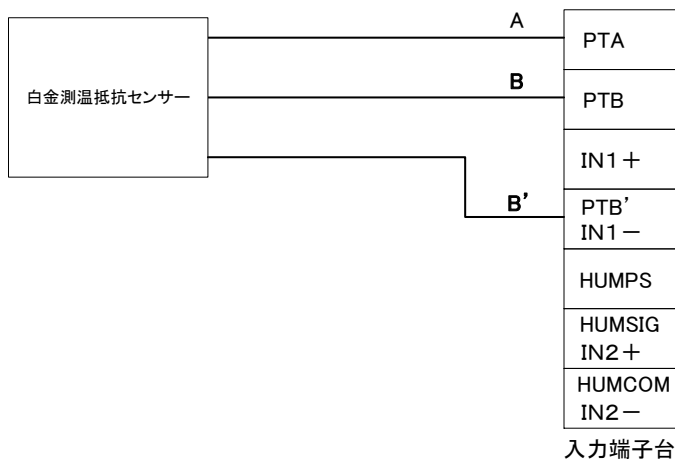 A
PTA
白金測温抵抗センサー
B
PTB
IN1+
B’
PTB’
IN1-
HUMPS
HUMSIG
IN2+
HUMCOM
IN2-
入力端子台